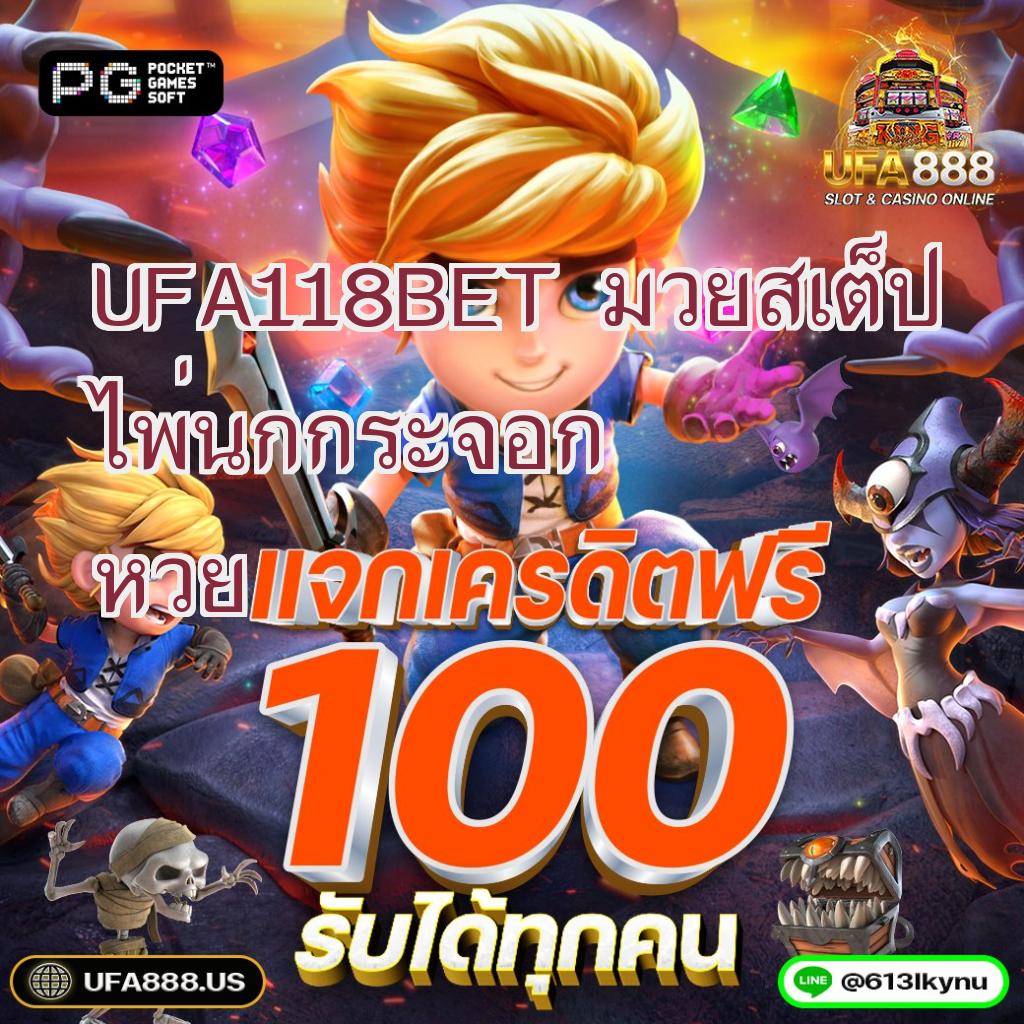 PG POCKET GAMES SOFT™
UFA888
SLOT & CASINO ONLINE
UFA118BET มวยสเต็ป
ไพ่นกกระจอก
หวย
แจกเครดิตฟรี
100
รับได้ทุกคน
UFA888.US
LINE @613lkynu